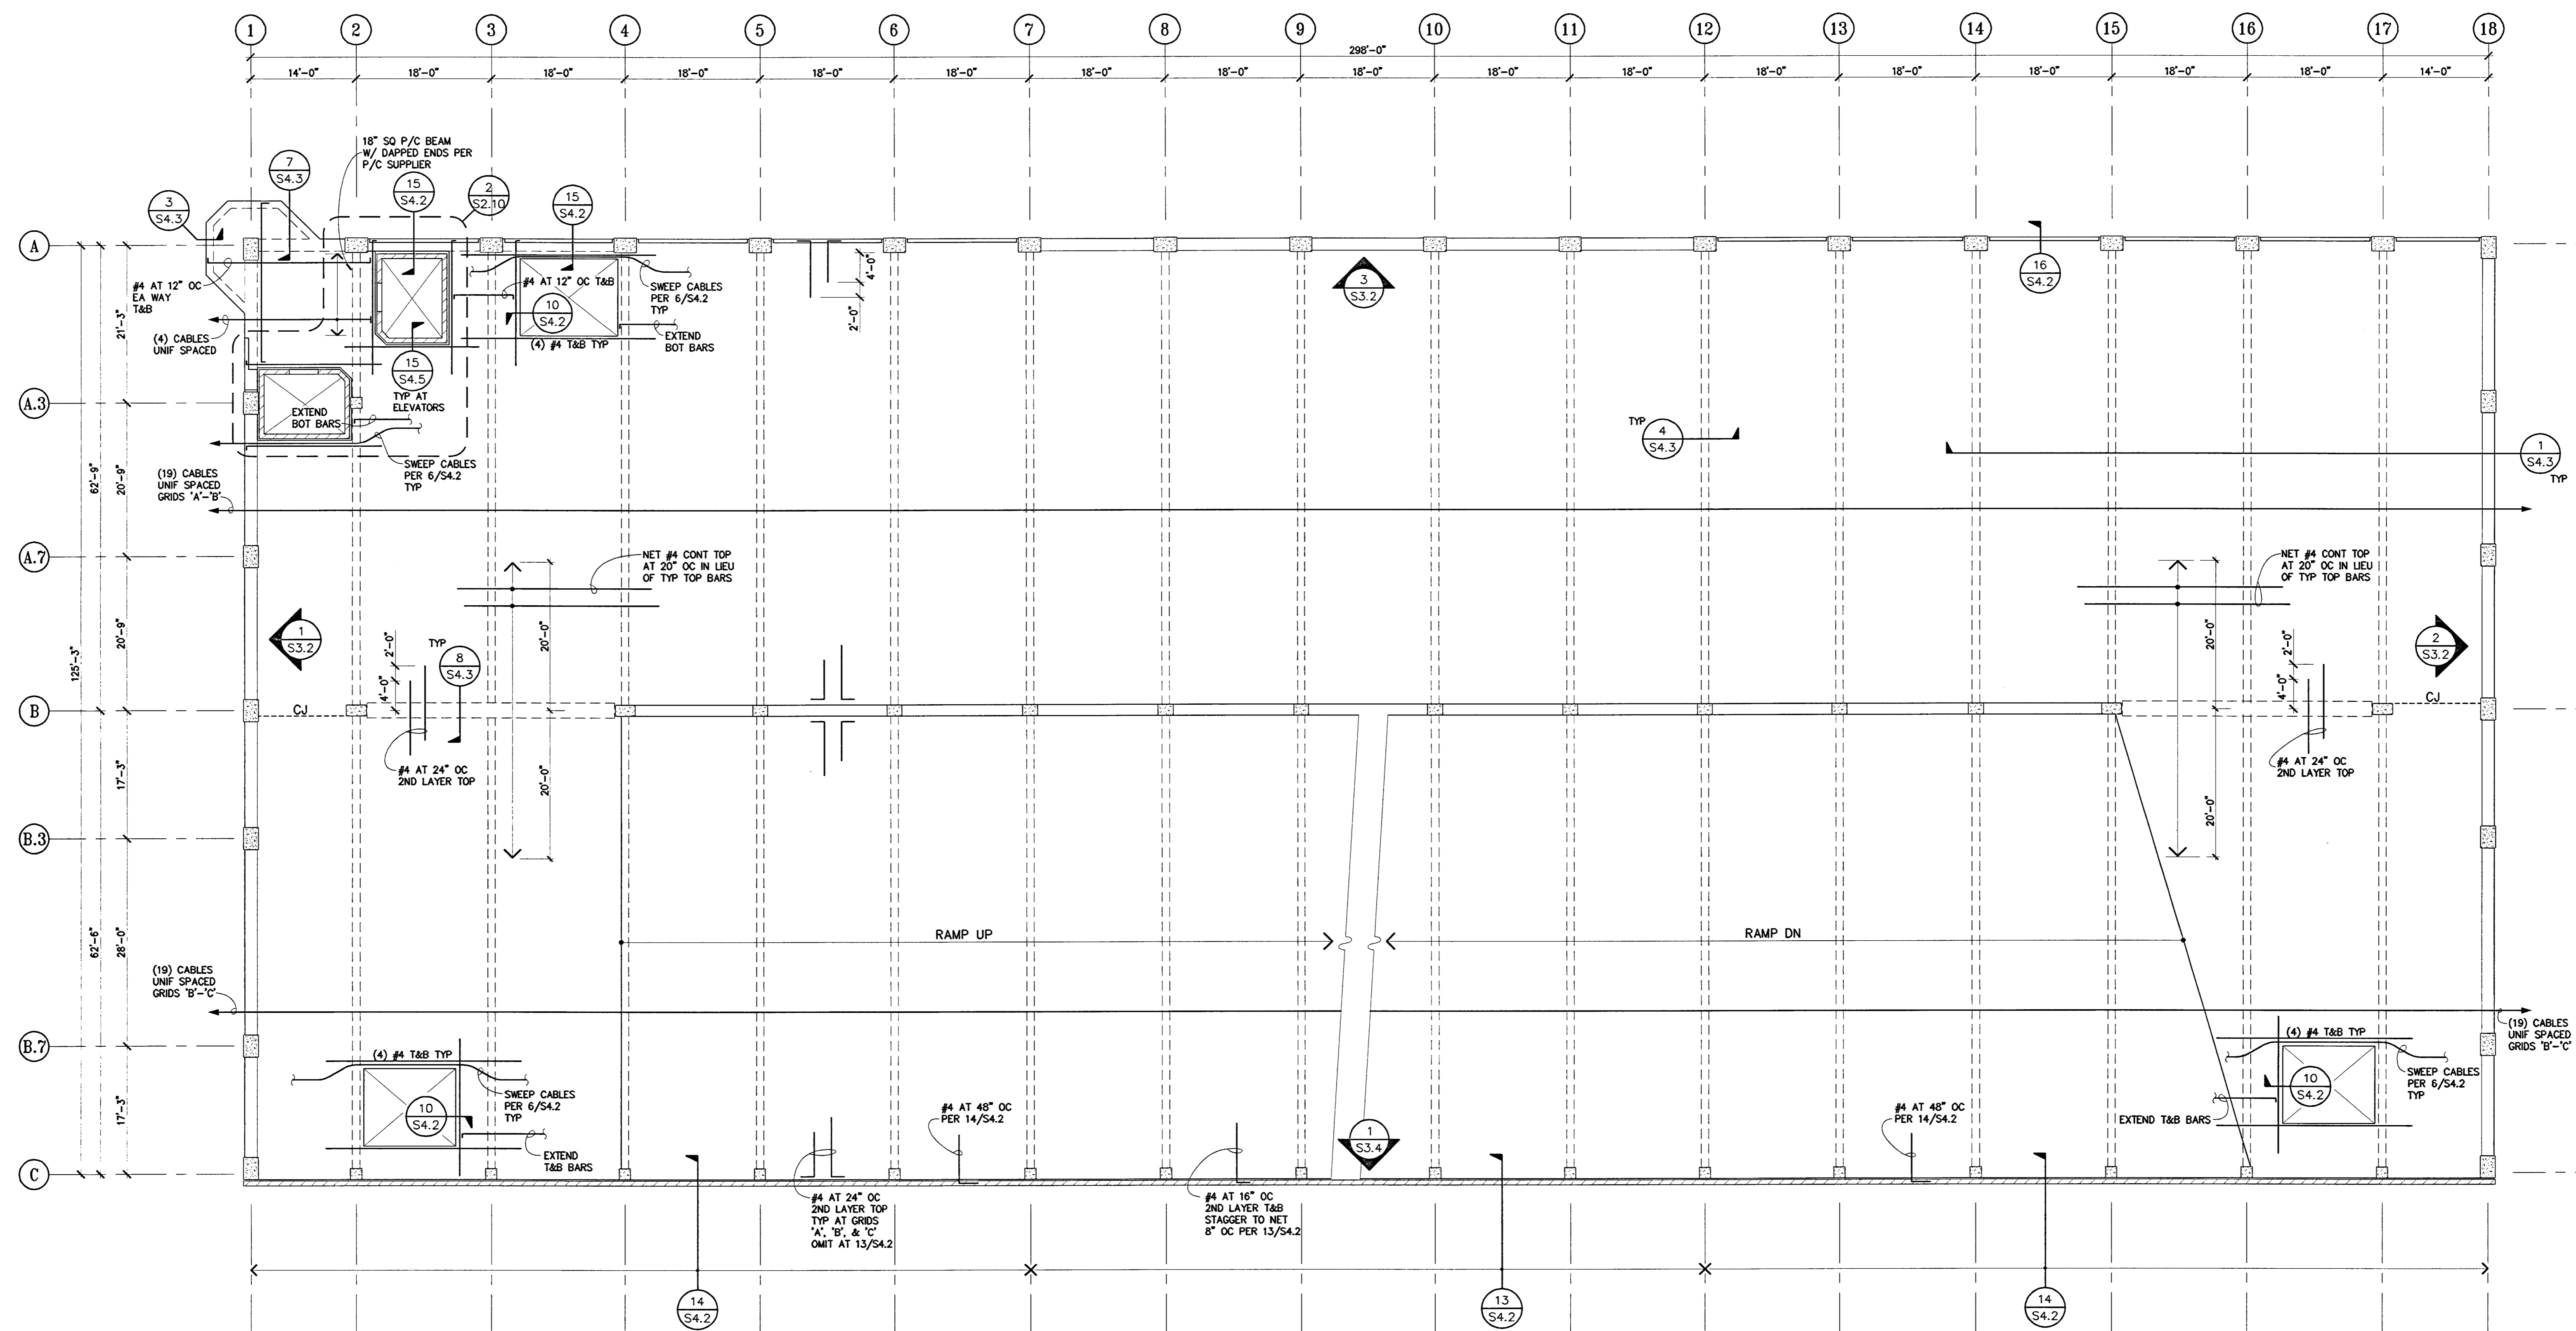 1 2 3 4 5 6 7 8 9 10 11 12 13 14 15 16 17 18
298'-0"
14'-0" 18'-0" 18'-0" 18'-0" 18'-0" 18'-0" 18'-0" 18'-0" 18'-0" 18'-0" 18'-0" 18'-0" 18'-0" 18'-0" 18'-0" 18'-0" 14'-0"
18" SQ P/C BEAM
W/ DAPPED ENDS PER
P/C SUPPLIER
7
S4.3
3
S4.3
15
S4.2
2
S2.10
15
S4.2
A
16
S4.2
3
S3.2
#4 AT 12" OC
EA WAY
T&B
#4 AT 12" OC T&B
10
S4.2
SWEEP CABLES
PER 6/S4.2
TYP
4'-0"
2'-0"
(4) CABLES
UNIF SPACED
(4) #4 T&B TYP
EXTEND
BOT BARS
15
S4.5
TYP AT
ELEVATORS
21'-3"
A.3
EXTEND
BOT BARS
SWEEP CABLES
PER 6/S4.2
TYP
TYP
4
S4.3
1
S4.3
TYP
(19) CABLES
UNIF SPACED
GRIDS 'A'-'B'
62'-9"
20'-9"
A.7
NET #4 CONT TOP
AT 20" OC IN LIEU
OF TYP TOP BARS
NET #4 CONT TOP
AT 20" OC IN LIEU
OF TYP TOP BARS
1
S3.2
2
S3.2
TYP
8
S4.3
125'-3"
20'-9"
2'-0"
4'-0"
20'-0"
20'-0"
2'-0"
4'-0"
B
CJ
CJ
#4 AT 24" OC
2ND LAYER TOP
#4 AT 24" OC
2ND LAYER TOP
17'-3"
20'-0"
20'-0"
B.3
RAMP UP
RAMP DN
62'-6"
28'-0"
(19) CABLES
UNIF SPACED
GRIDS 'B'-'C'
(19) CABLES
UNIF SPACED
GRIDS 'B'-'C'
B.7
(4) #4 T&B TYP
(4) #4 T&B TYP
SWEEP CABLES
PER 6/S4.2
TYP
SWEEP CABLES
PER 6/S4.2
TYP
10
S4.2
10
S4.2
EXTEND
T&B BARS
EXTEND T&B BARS
17'-3"
#4 AT 48" OC
PER 14/S4.2
#4 AT 48" OC
PER 14/S4.2
1
S3.4
C
#4 AT 24" OC
2ND LAYER TOP
TYP AT GRIDS
'A', 'B', & 'C'
OMIT AT 13/S4.2
#4 AT 16" OC
2ND LAYER T&B
STAGGER TO NET
8" OC PER 13/S4.2
14
S4.2
13
S4.2
14
S4.2